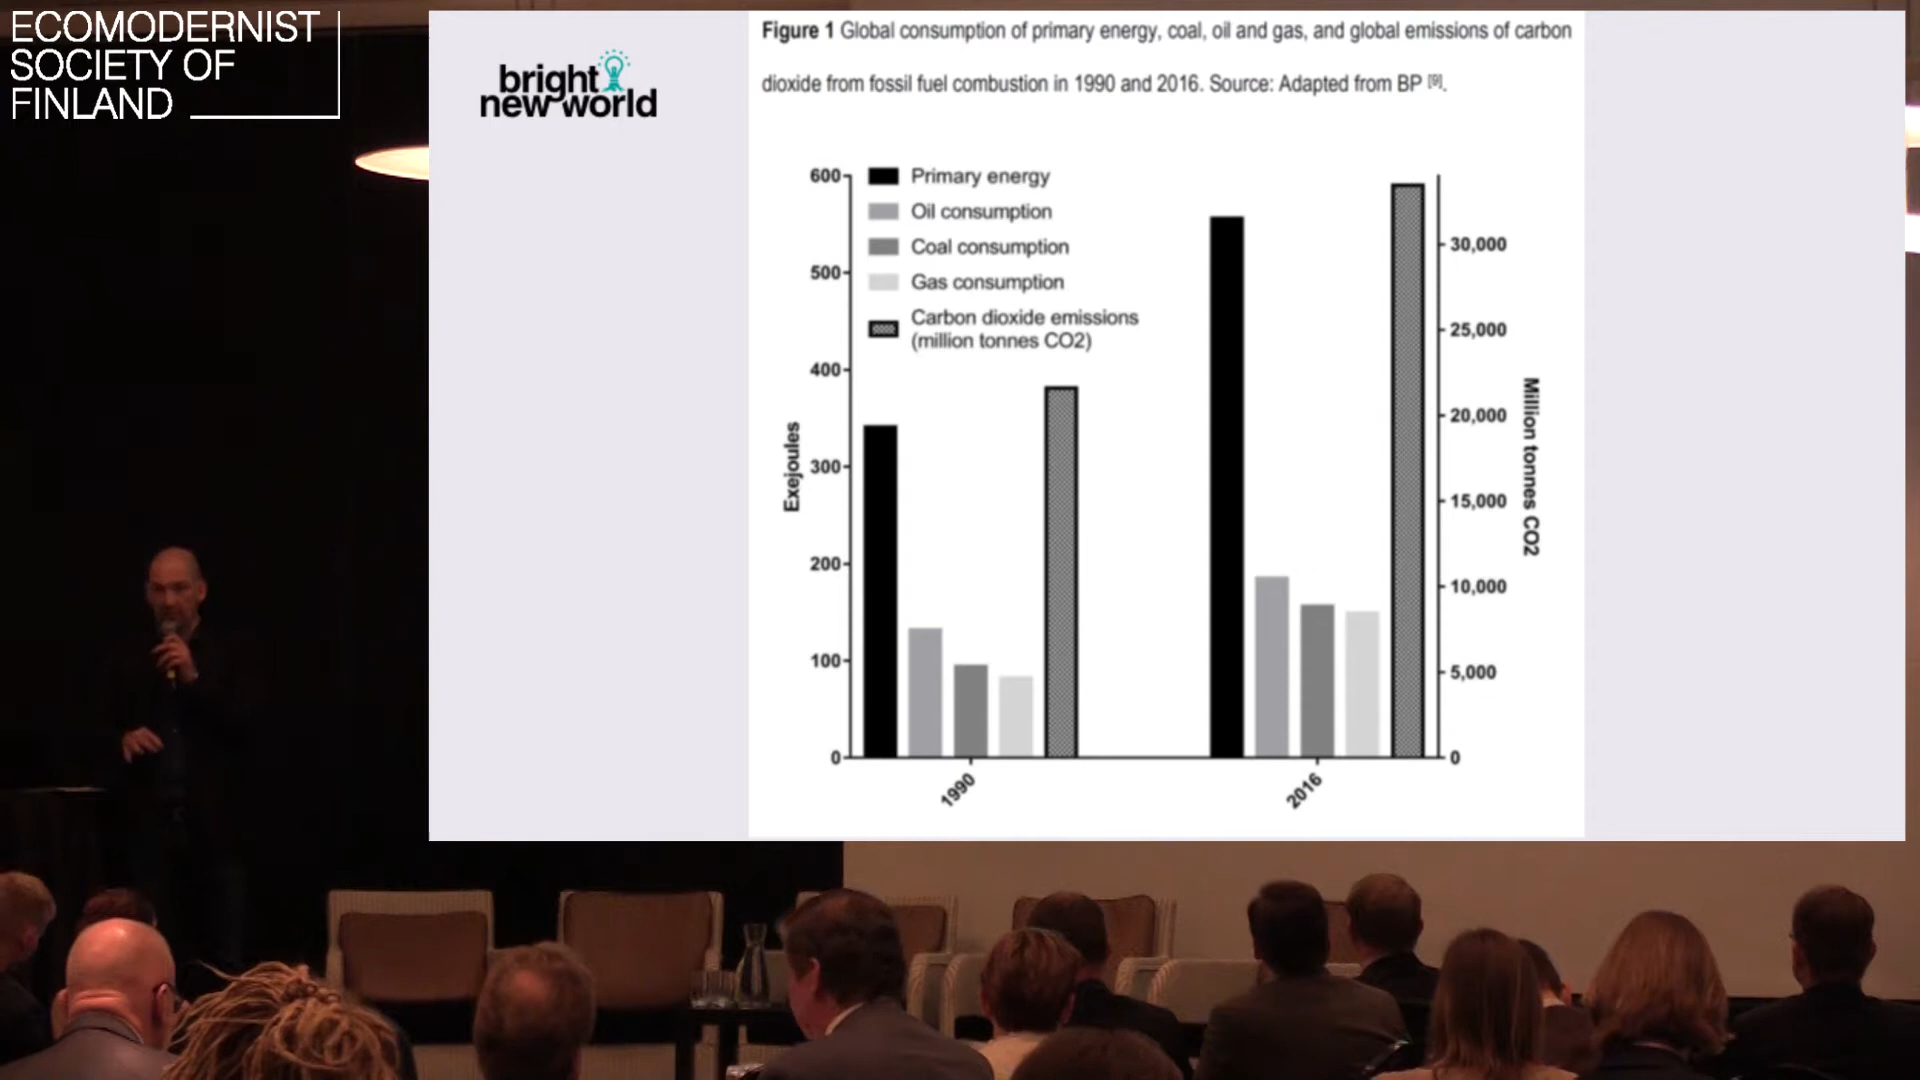 ECOMODERNIST
SOCIETY OF
FINLAND
bright
new world
Figure 1 Global consumption of primary energy, coal, oil and gas, and global emissions of carbon
dioxide from fossil fuel combustion in 1990 and 2016. Source: Adapted from BP [9].
Primary energy
Oil consumption
Coal consumption
Gas consumption
Carbon dioxide emissions
(million tonnes CO2)
600
500
400
300
200
100
0
Exejoules
30,000
25,000
20,000
15,000
10,000
5,000
0
Million tonnes CO2
1990
2016